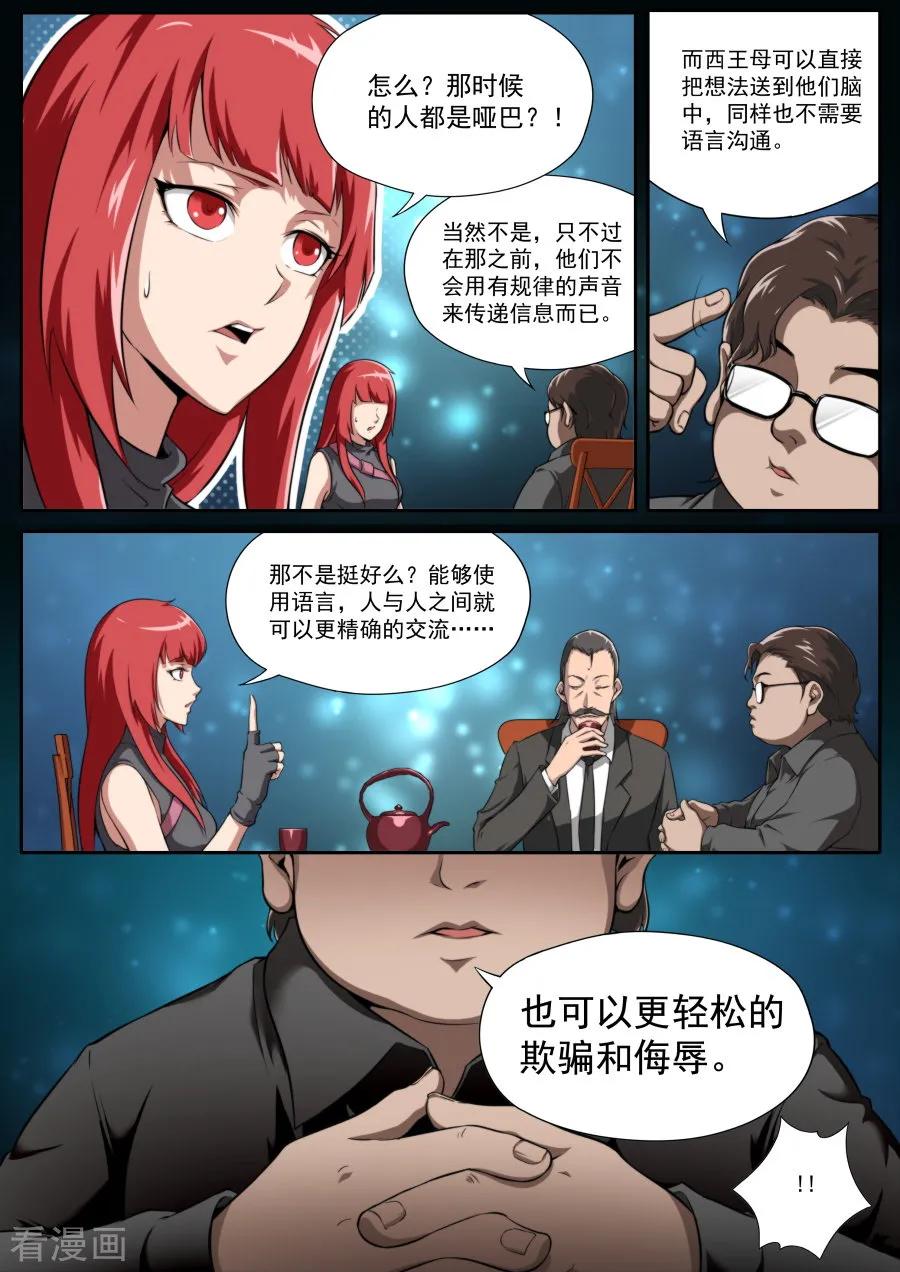 怎么？那时候
的人都是哑巴？！
当然不是，只不过
在那之前，他们不
会用有规律的声音
来传递信息而已。
而西王母可以直接
把想法送到他们脑
中，同样也不需要
语言沟通。
那不是挺好么？能够使
用语言，人与人之间就
可以更精确的交流……
也可以更轻松的
欺骗和侮辱。
！！
看漫画